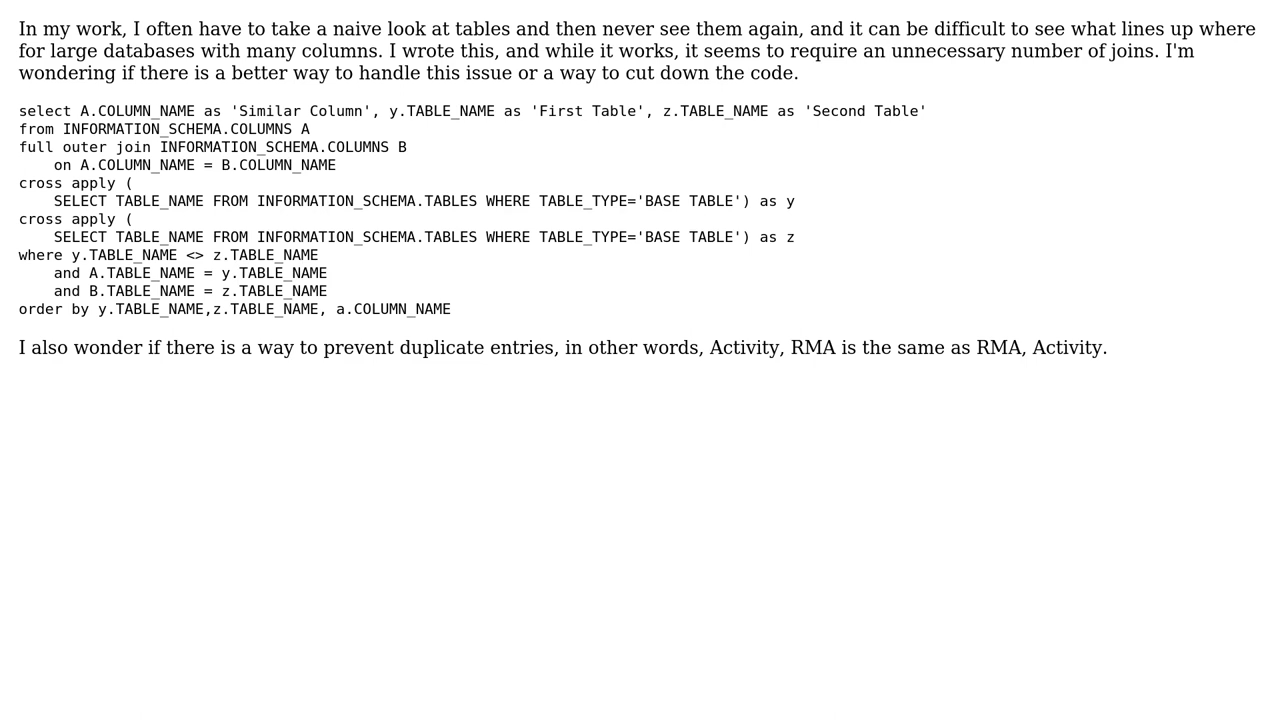 In my work, I often have to take a naive look at tables and then never see them again, and it can be difficult to see what lines up where
for large databases with many columns. I wrote this, and while it works, it seems to require an unnecessary number of joins. I'm
wondering if there is a better way to handle this issue or a way to cut down the code.
select A.COLUMN_NAME as 'Similar Column', y.TABLE_NAME as 'First Table', z.TABLE_NAME as 'Second Table'
from INFORMATION_SCHEMA.COLUMNS A
full outer join INFORMATION_SCHEMA.COLUMNS B
    on A.COLUMN_NAME = B.COLUMN_NAME
cross apply (
    SELECT TABLE_NAME FROM INFORMATION_SCHEMA.TABLES WHERE TABLE_TYPE='BASE TABLE') as y
cross apply (
    SELECT TABLE_NAME FROM INFORMATION_SCHEMA.TABLES WHERE TABLE_TYPE='BASE TABLE') as z
where y.TABLE_NAME <> z.TABLE_NAME
    and A.TABLE_NAME = y.TABLE_NAME
    and B.TABLE_NAME = z.TABLE_NAME
order by y.TABLE_NAME,z.TABLE_NAME, a.COLUMN_NAME
I also wonder if there is a way to prevent duplicate entries, in other words, Activity, RMA is the same as RMA, Activity.